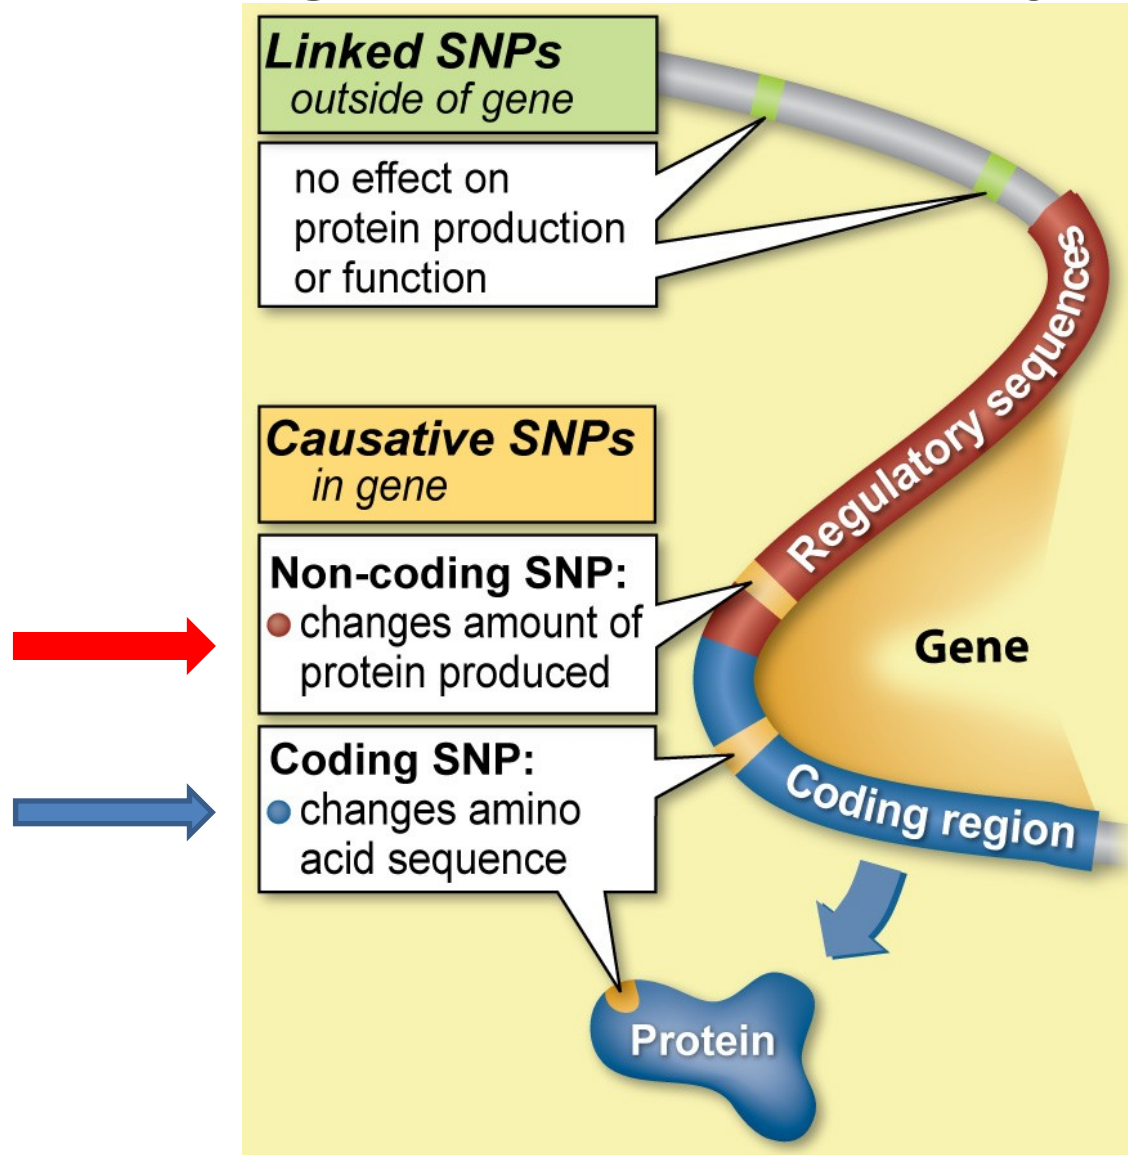 Linked SNPs
outside of gene
no effect on
protein production
or function
Regulatory sequences
Causative SNPs
in gene
Non-coding SNP:
changes amount of
protein produced
Gene
Coding SNP:
changes amino
acid sequence
Coding region
Protein